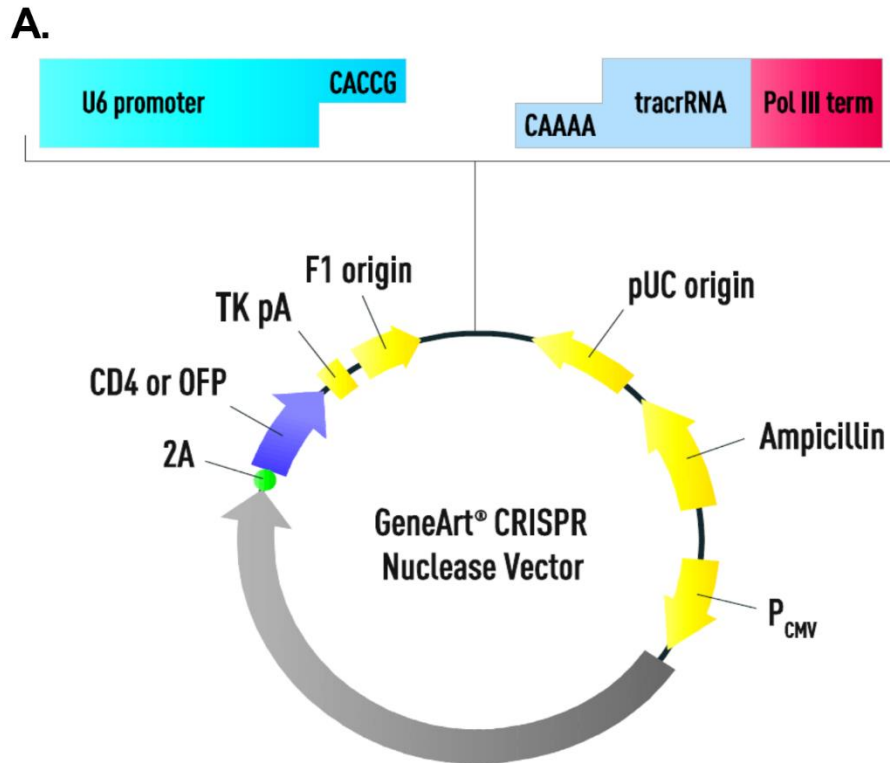 A.
U6 promoter
CACCG
CAAAA
tracrRNA
Pol III term
F1 origin
pUC origin
TK pA
CD4 or OFP
2A
Ampicillin
GeneArt® CRISPR
Nuclease Vector
PCMV